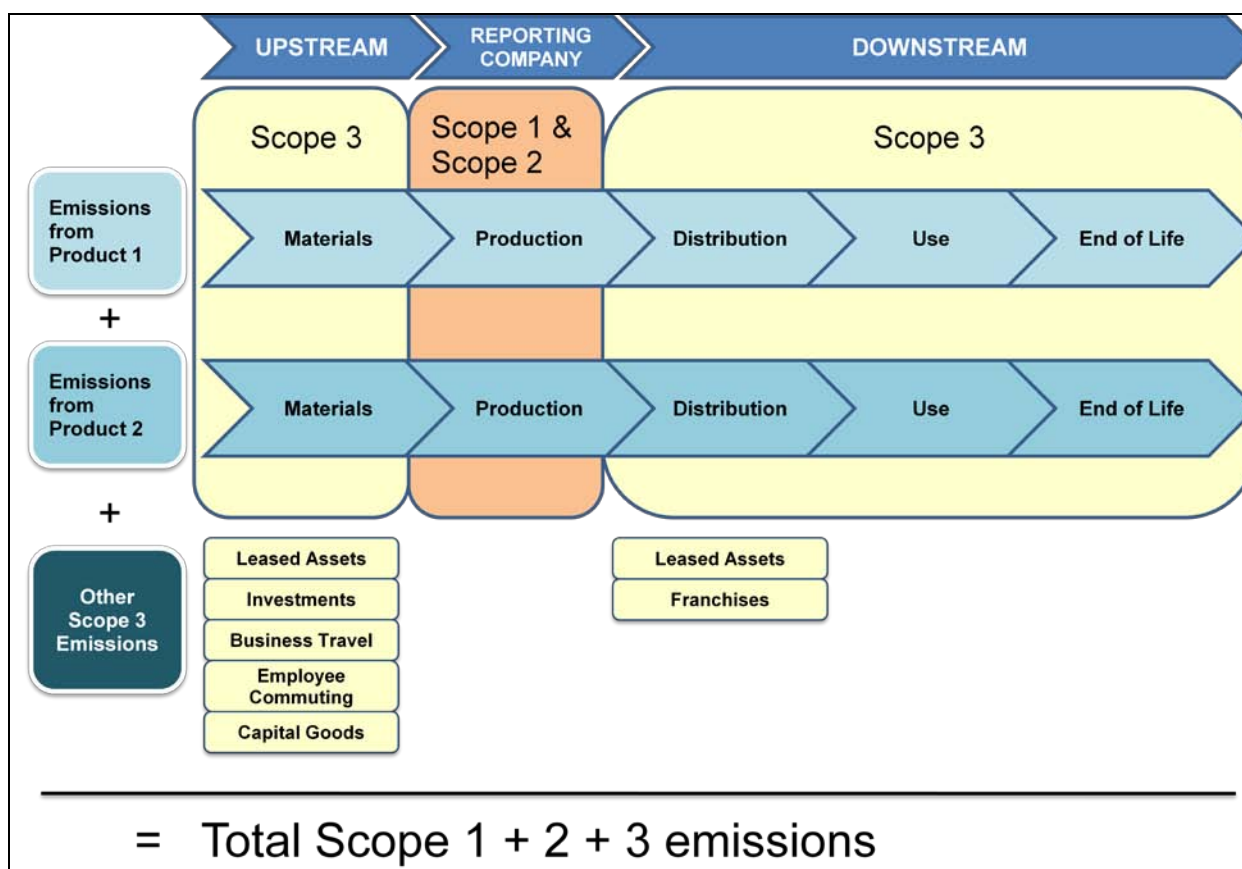 UPSTREAM
REPORTING
COMPANY
DOWNSTREAM
Scope 3
Scope 1 &
Scope 2
Scope 3
Emissions
from
Product 1
Materials
Production
Distribution
Use
End of Life
+
Emissions
from
Product 2
Materials
Production
Distribution
Use
End of Life
+
Other
Scope 3
Emissions
Leased Assets
Investments
Business Travel
Employee
Commuting
Capital Goods
Leased Assets
Franchises
= Total Scope 1 + 2 + 3 emissions